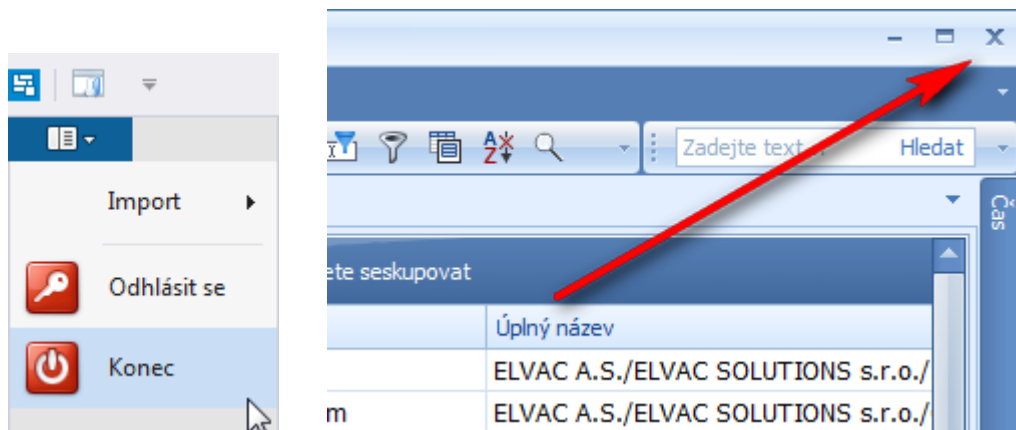 Import
Odhlásit se
Konec
Zadejte text
Hledat
Čas
ete seskupovat
Úplný název
ELVAC A.S./ELVAC SOLUTIONS s.r.o./
m
ELVAC A.S./ELVAC SOLUTIONS s.r.o./